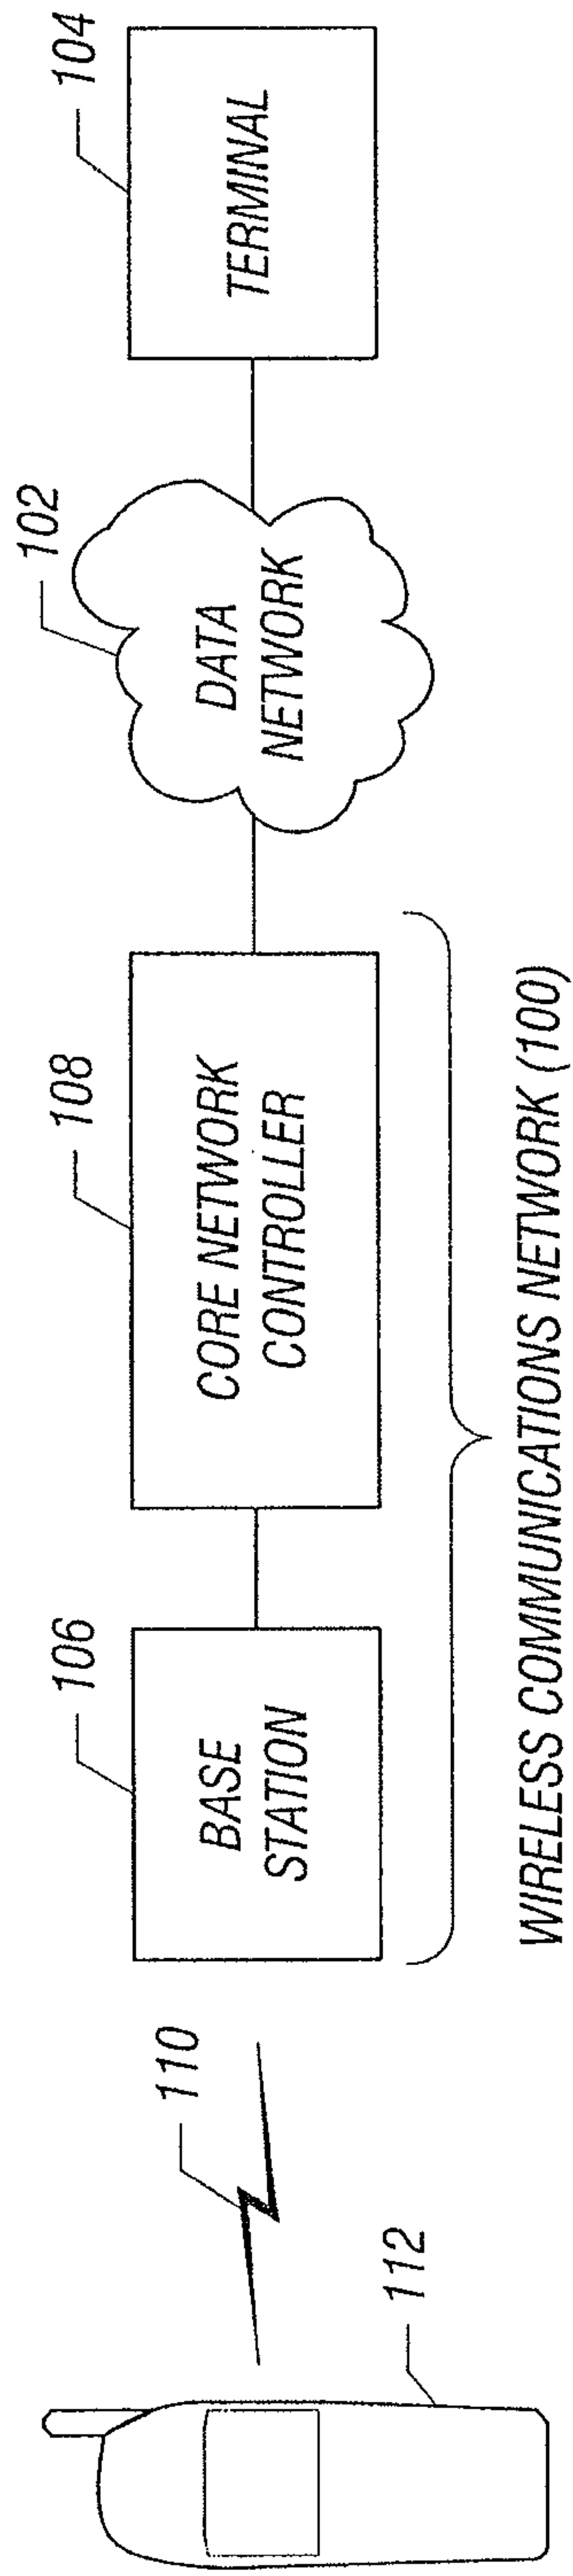 112
110
106
BASE
STATION
108
CORE NETWORK
CONTROLLER
WIRELESS COMMUNICATIONS NETWORK (100)
102
DATA
NETWORK
104
TERMINAL